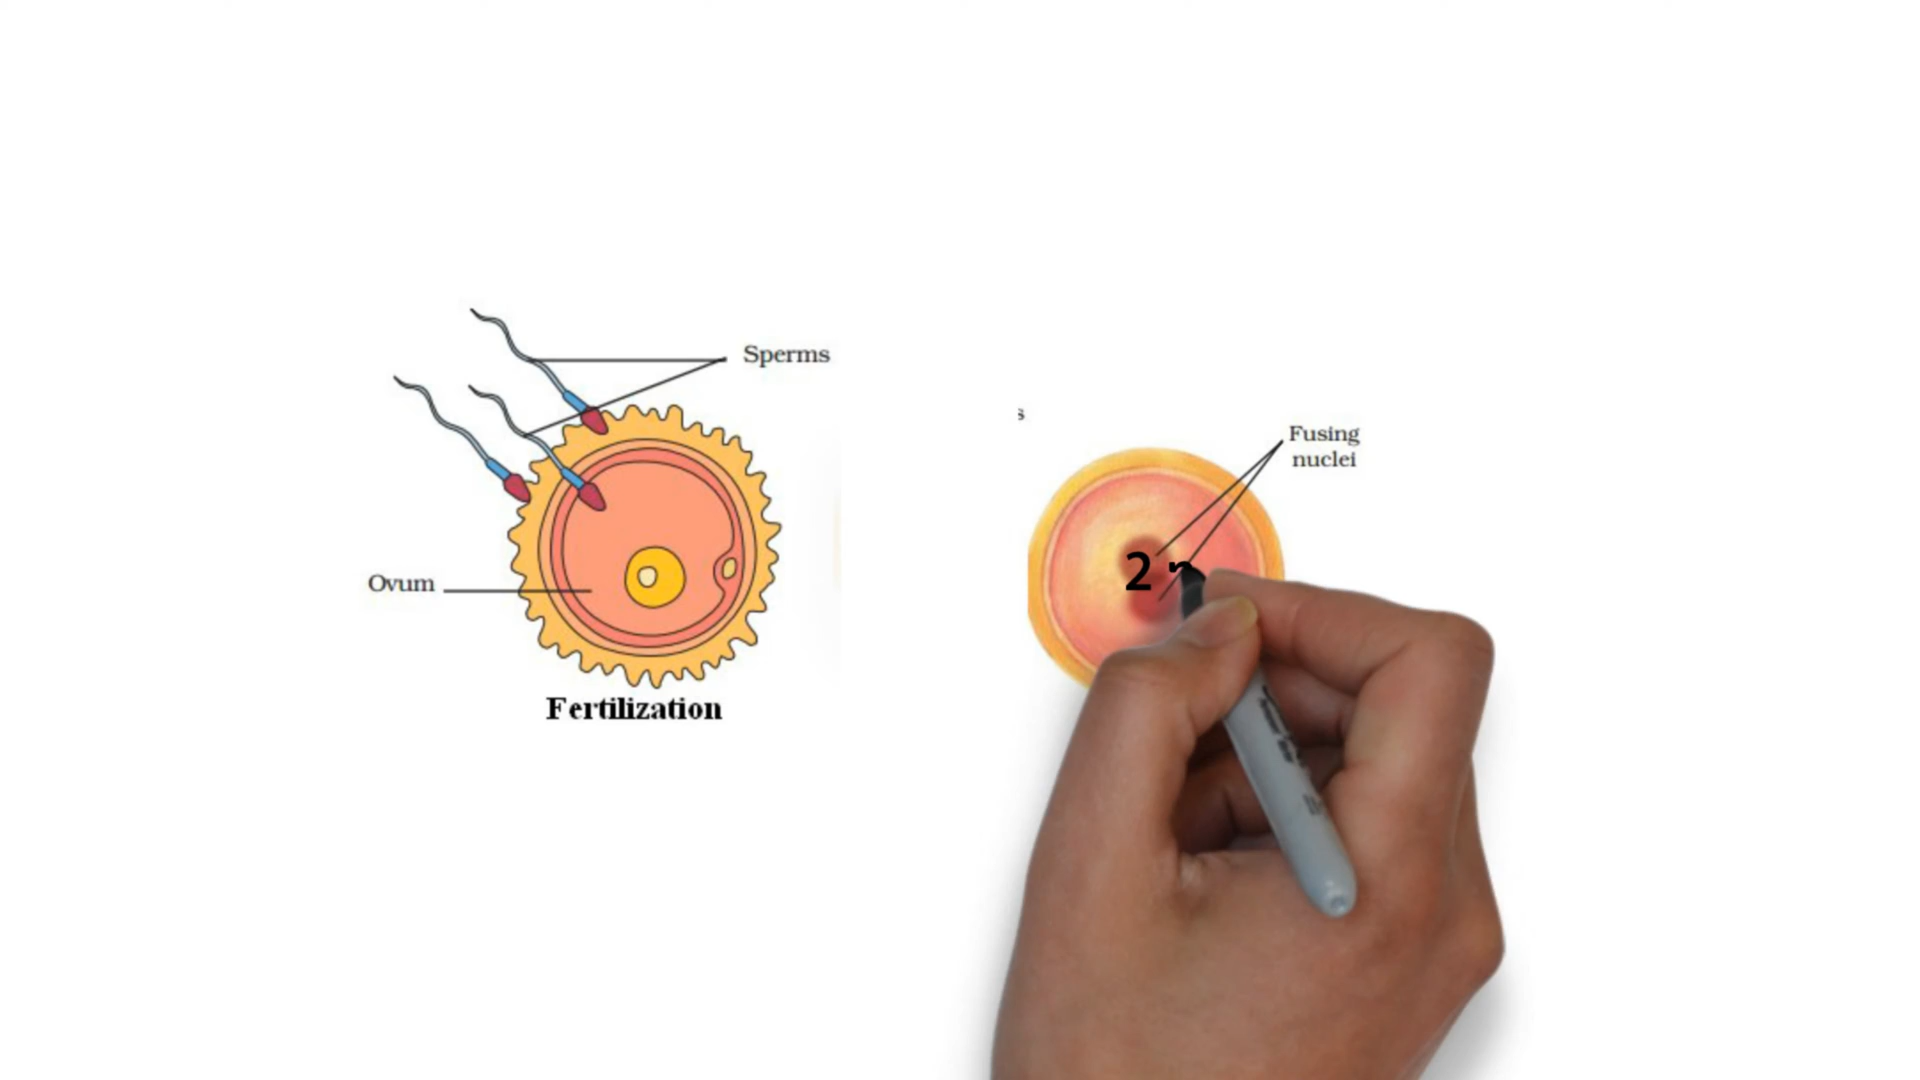 Sperms
Ovum
Fertilization
s
Fusing
nuclei
2 n